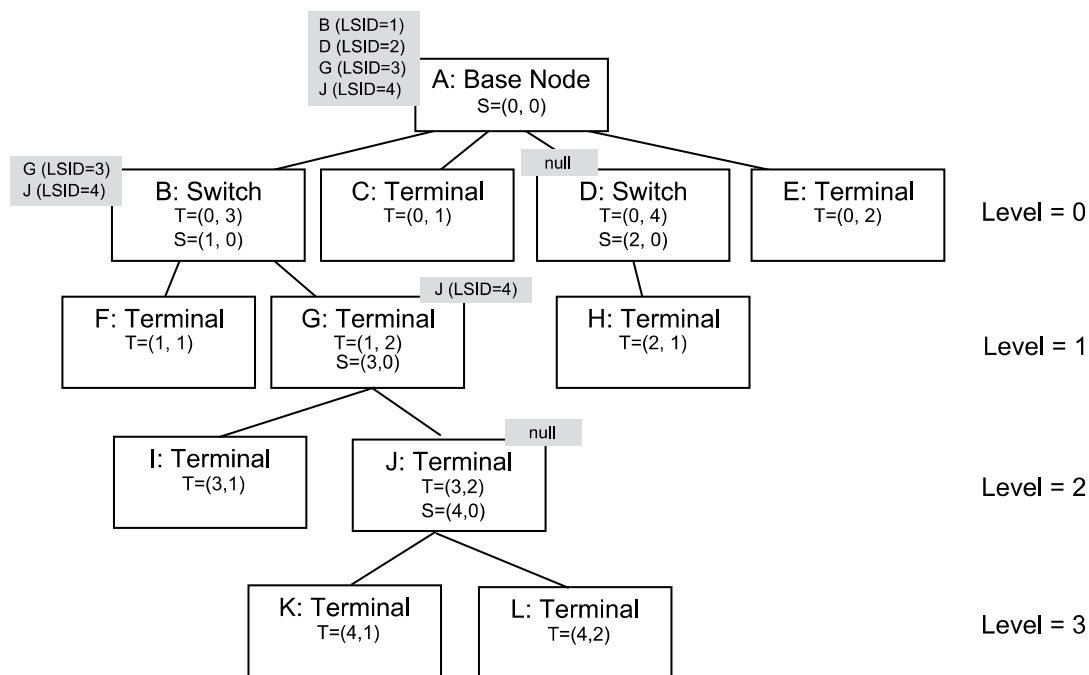 B (LSID=1)
D (LSID=2)
G (LSID=3)
J (LSID=4)
A: Base Node
S=(0, 0)
G (LSID=3)
J (LSID=4)
B: Switch
T=(0, 3)
S=(1, 0)
C: Terminal
T=(0, 1)
null
D: Switch
T=(0, 4)
S=(2, 0)
E: Terminal
T=(0, 2)
Level = 0
F: Terminal
T=(1, 1)
J (LSID=4)
G: Terminal
T=(1, 2)
S=(3,0)
H: Terminal
T=(2, 1)
Level = 1
I: Terminal
T=(3,1)
null
J: Terminal
T=(3,2)
S=(4,0)
Level = 2
K: Terminal
T=(4,1)
L: Terminal
T=(4,2)
Level = 3